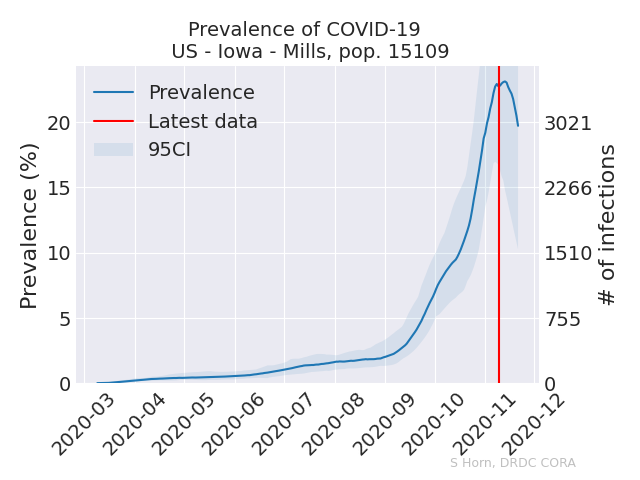 Prevalence of COVID-19
US - Iowa - Mills, pop. 15109
Prevalence
Latest data
95CI
Prevalence (%)
20
15
10
5
0
3021
2266
1510
755
0
# of infections
2020-03
2020-04
2020-05
2020-06
2020-07
2020-08
2020-09
2020-10
2020-11
2020-12
S Horn, DRDC CORA